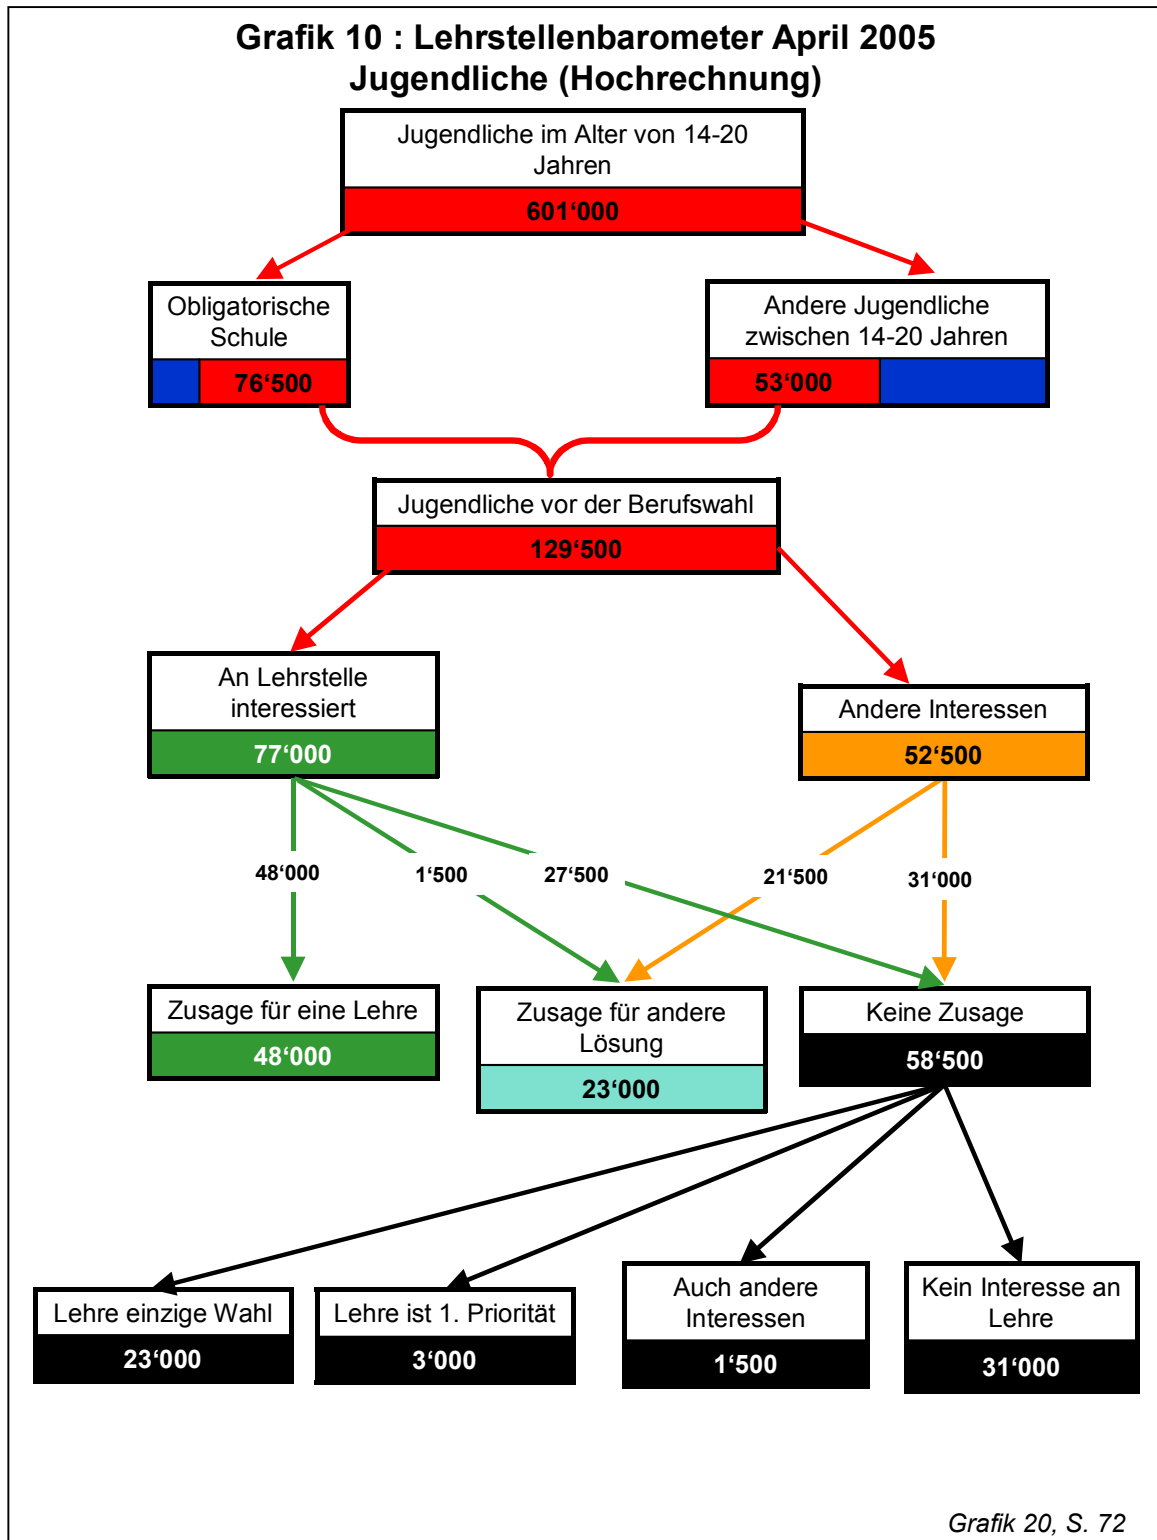 Grafik 10 : Lehrstellenbarometer April 2005
Jugendliche (Hochrechnung)
Jugendliche im Alter von 14-20
Jahren
601‘000
Obligatorische
Schule
76‘500
Andere Jugendliche
zwischen 14-20 Jahren
53‘000
Jugendliche vor der Berufswahl
129‘500
An Lehrstelle
interessiert
77‘000
Andere Interessen
52‘500
48‘000
1‘500
27‘500
21‘500
31‘000
Zusage für eine Lehre
48‘000
Zusage für andere
Lösung
23‘000
Keine Zusage
58‘500
Lehre einzige Wahl
23‘000
Lehre ist 1. Priorität
3‘000
Auch andere
Interessen
1‘500
Kein Interesse an
Lehre
31‘000
Grafik 20, S. 72